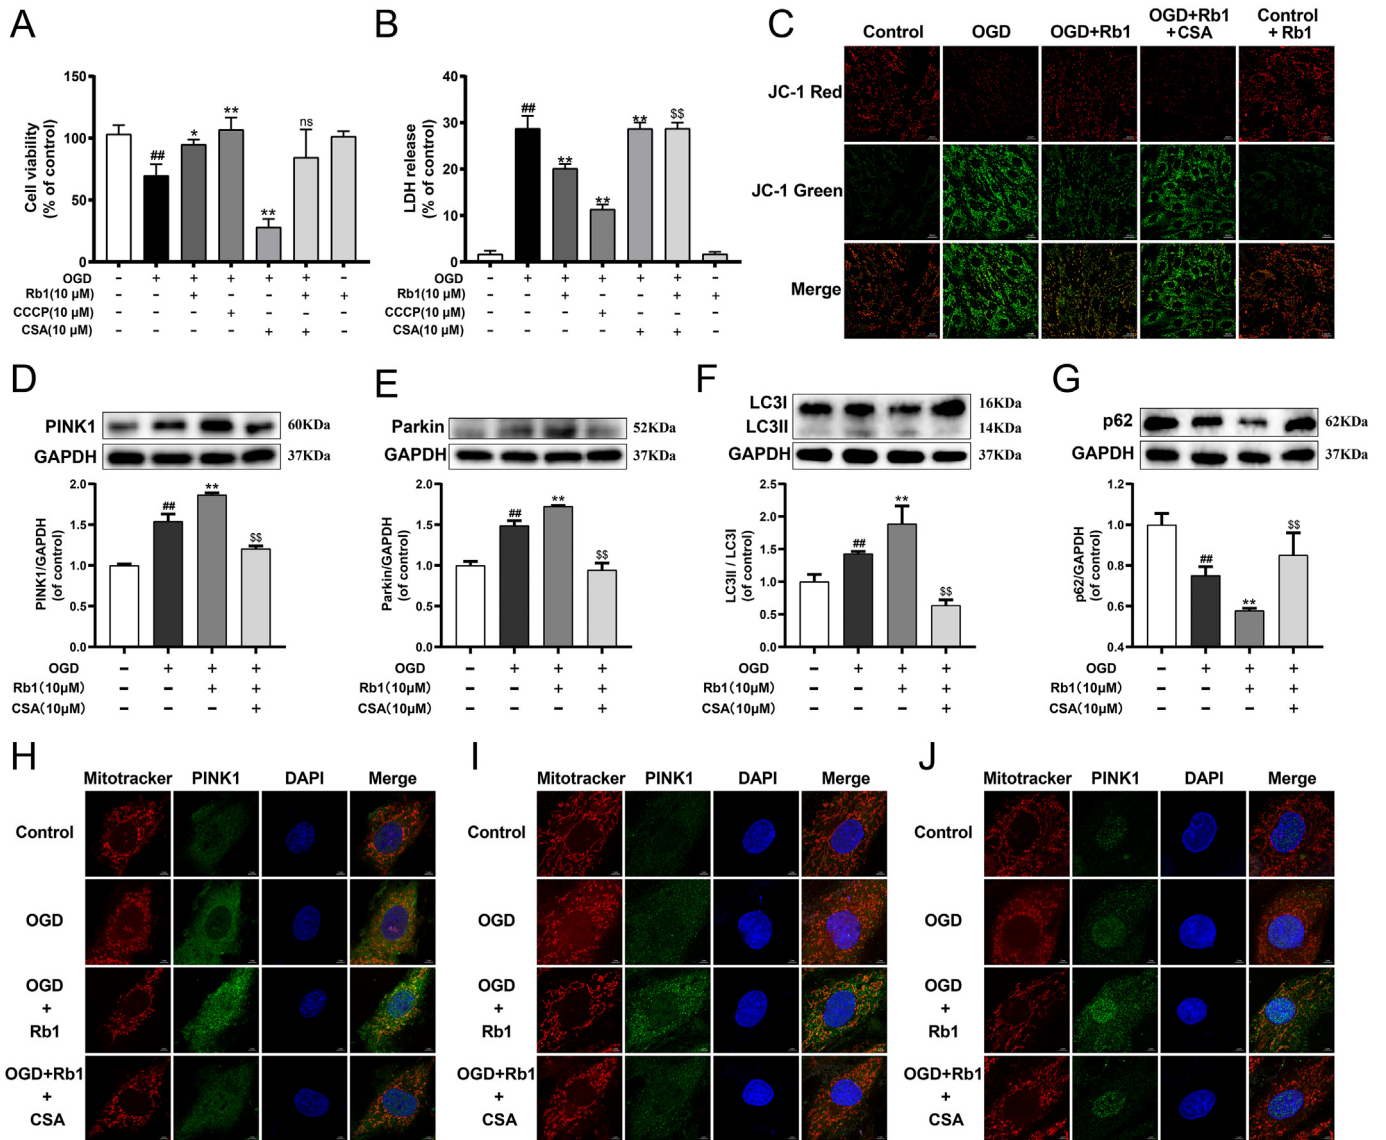 A
Cell viability
(% of control)
150
100
50
0
##
*
**
**
ns
OGD - + + + + + -
Rb1(10 μM) - - + - - + +
CCCP(10 μM) - - - + - - -
CSA(10 μM) - - - - + + -
B
LDH release
(% of control)
40
30
20
10
0
##
**
**
**
$$
OGD - + + + + + -
Rb1(10 μM) - - + - - + +
CCCP(10 μM) - - - + - - -
CSA(10 μM) - - - - + + -
C
Control OGD OGD+Rb1 OGD+Rb1 +CSA Control + Rb1
JC-1 Red
JC-1 Green
Merge
D
PINK1 60KDa
GAPDH 37KDa
PINK1/GAPDH
(of control)
2.0
1.5
1.0
0.5
0.0
##
**
$$
OGD - + + +
Rb1(10μM) - - + +
CSA(10μM) - - - +
E
Parkin 52KDa
GAPDH 37KDa
Parkin/GAPDH
(of control)
2.0
1.5
1.0
0.5
0.0
##
**
$$
OGD - + + +
Rb1(10μM) - - + +
CSA(10μM) - - - +
F
LC3I 16KDa
LC3II 14KDa
GAPDH 37KDa
LC3II / LC3I
(of control)
2.5
2.0
1.5
1.0
0.5
0.0
##
**
$$
OGD - + + +
Rb1(10μM) - - + +
CSA(10μM) - - - +
G
p62 62KDa
GAPDH 37KDa
p62/GAPDH
(of control)
1.2
1.0
0.8
0.6
0.4
##
**
$$
OGD - + + +
Rb1(10μM) - - + +
CSA(10μM) - - - +
H
Mitotracker PINK1 DAPI Merge
Control
OGD
OGD
+
Rb1
OGD+Rb1
+
CSA
I
Mitotracker PINK1 DAPI Merge
Control
OGD
OGD
+
Rb1
OGD+Rb1
+
CSA
J
Mitotracker PINK1 DAPI Merge
Control
OGD
OGD
+
Rb1
OGD+Rb1
+
CSA